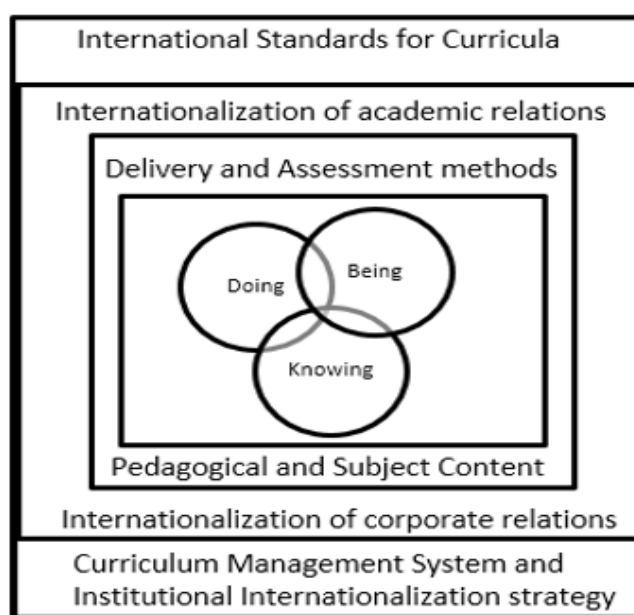 International Standards for Curricula
Internationalization of academic relations
Delivery and Assessment methods
Doing
Being
Knowing
Pedagogical and Subject Content
Internationalization of corporate relations
Curriculum Management System and
Institutional Internationalization strategy